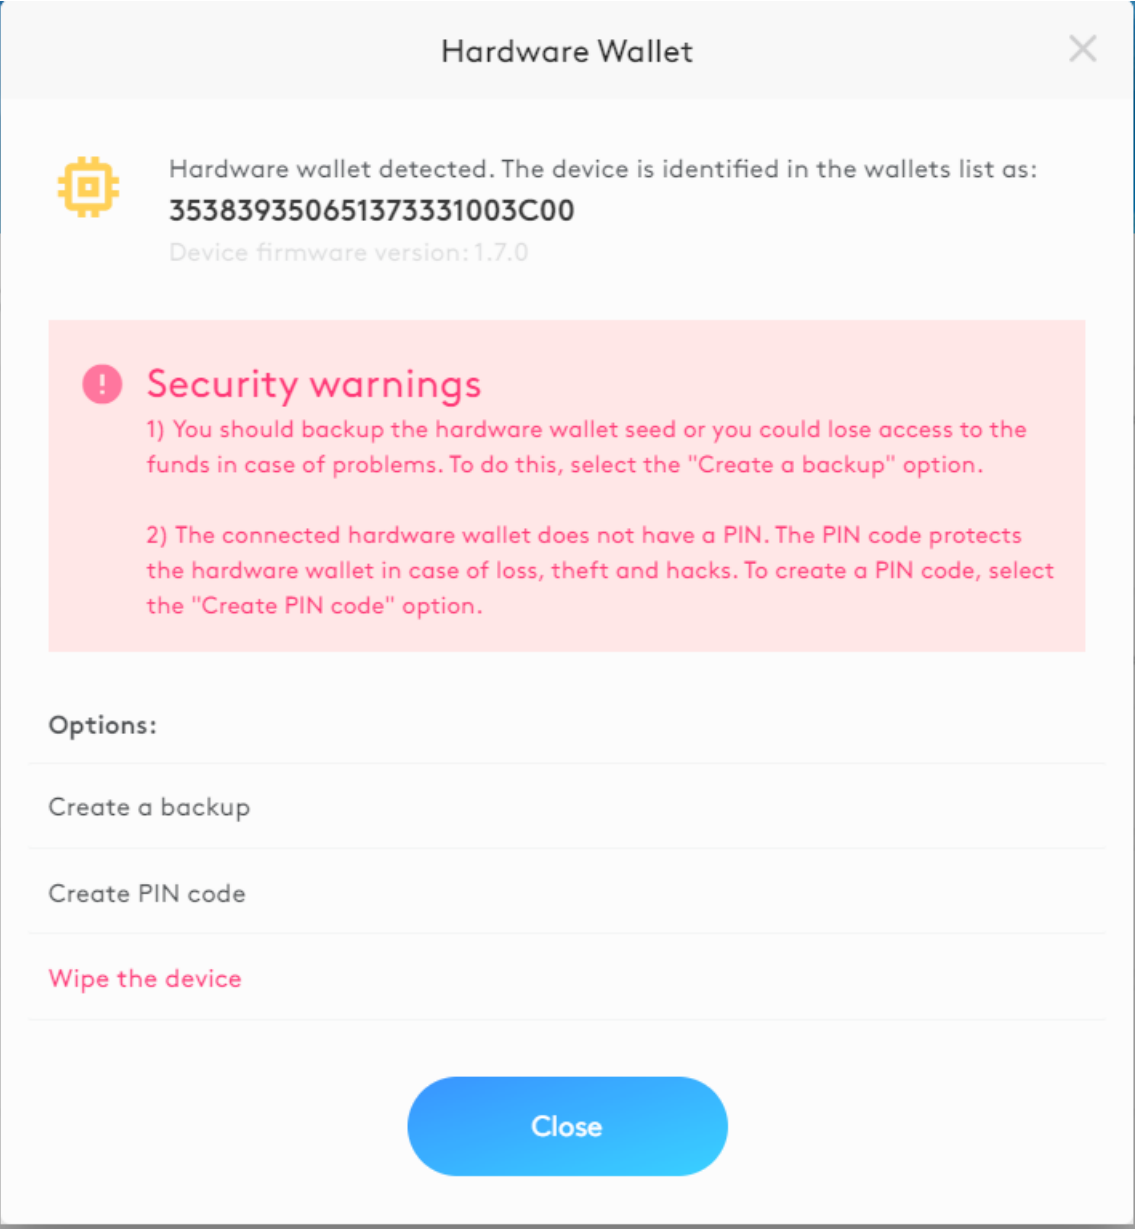 Hardware Wallet
Hardware wallet detected. The device is identified in the wallets list as:
353839350651373331003C00
Device firmware version: 1.7.0
Security warnings
1) You should backup the hardware wallet seed or you could lose access to the
funds in case of problems. To do this, select the "Create a backup" option.
2) The connected hardware wallet does not have a PIN. The PIN code protects
the hardware wallet in case of loss, theft and hacks. To create a PIN code, select
the "Create PIN code" option.
Options:
Create a backup
Create PIN code
Wipe the device
Close